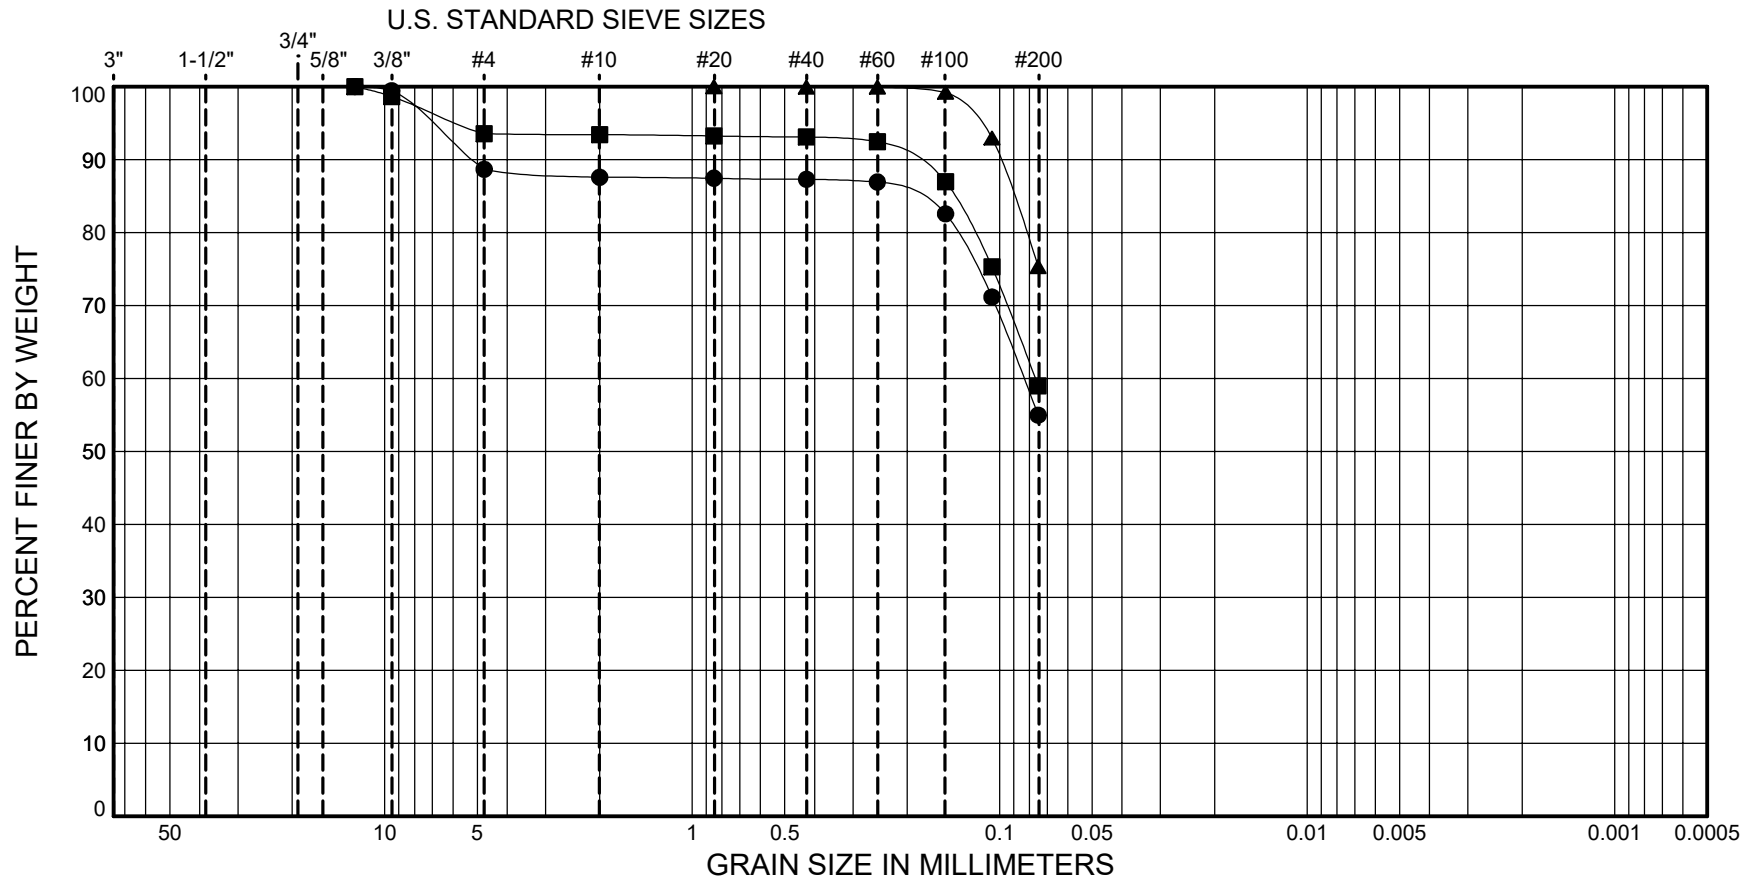 U.S. STANDARD SIEVE SIZES
3/4"
3" 1-1/2" 5/8" 3/8" #4 #10 #20 #40 #60 #100 #200
100
90
80
70
60
50
40
30
20
10
0
PERCENT FINER BY WEIGHT
50 10 5 1 0.5 0.1 0.05 0.01 0.005 0.001 0.0005
GRAIN SIZE IN MILLIMETERS